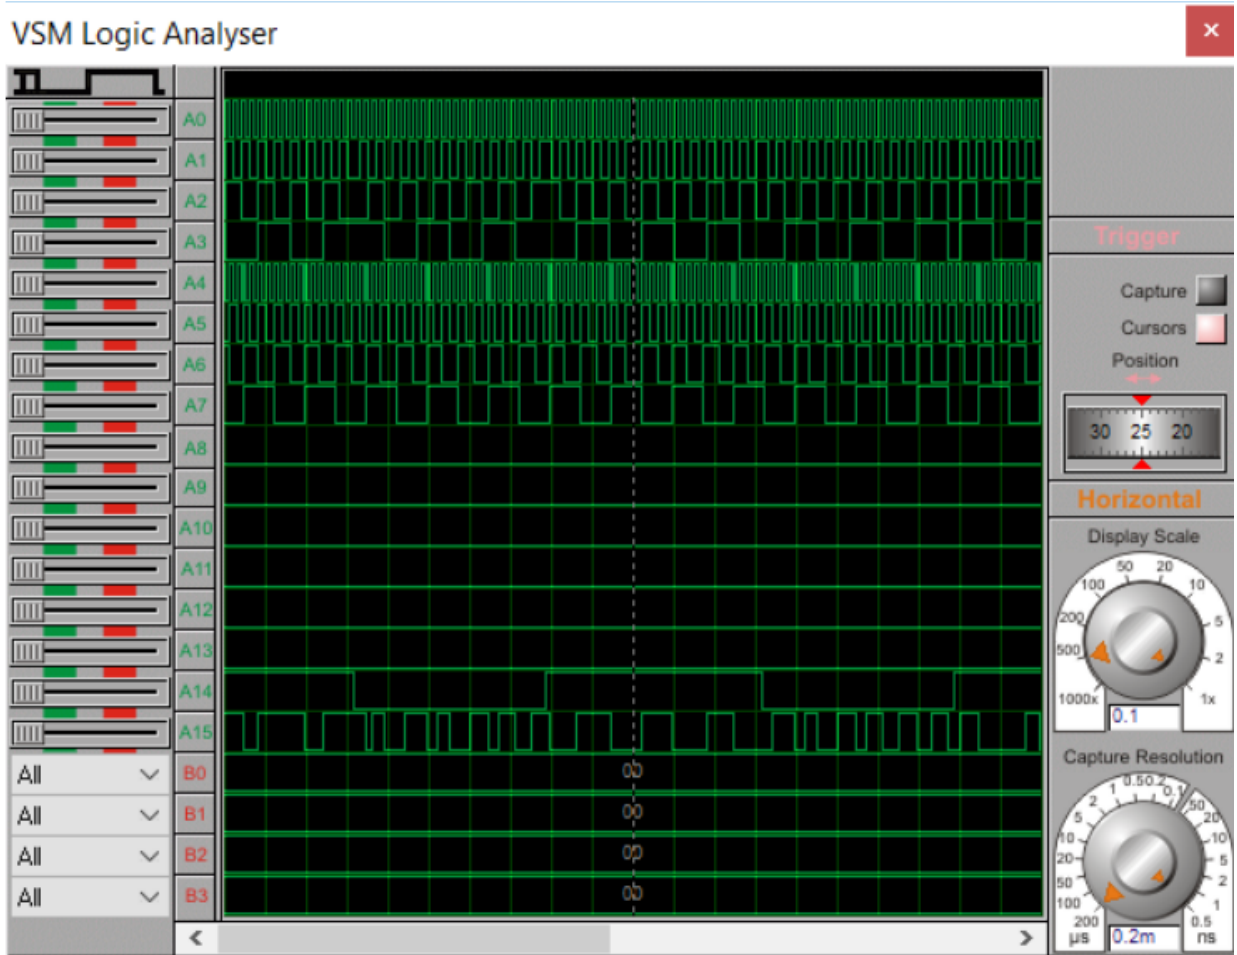 VSM Logic Analyser
A0
A1
A2
A3
A4
A5
A6
A7
A8
A9
A10
A11
A12
A13
A14
A15
All B0 00
All B1 00
All B2 00
All B3 00
Trigger
Capture
Cursors
Position
30 25 20
Horizontal
Display Scale
1000x 500 200 100 50 20 10 5 2 1x
0.1
Capture Resolution
200 100 50 20 10 5 2 1 0.5 0.2 0.1 50 20 10 5 2 1 0.5
µs 0.2m ns